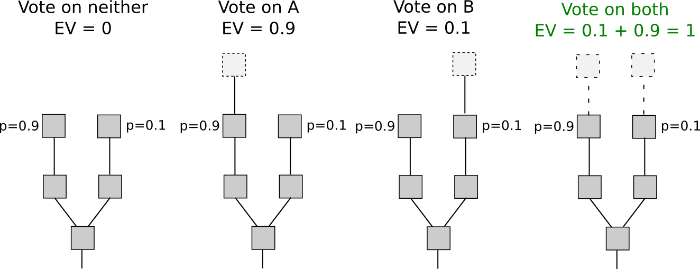 Vote on neither
EV = 0
Vote on A
EV = 0.9
Vote on B
EV = 0.1
Vote on both
EV = 0.1 + 0.9 = 1
p=0.9
p=0.1
p=0.9
p=0.1
p=0.9
p=0.1
p=0.9
p=0.1